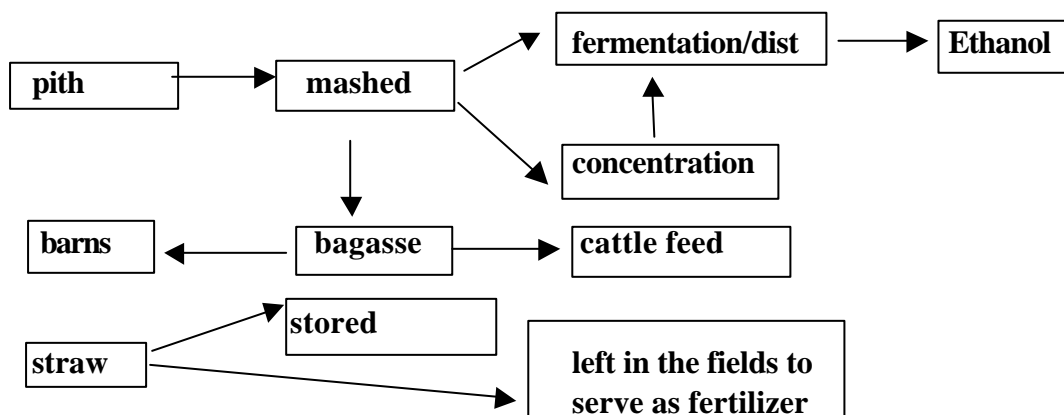 fermentation/dist
Ethanol
pith
mashed
concentration
barns
bagasse
cattle feed
stored
straw
left in the fields to
serve as fertilizer